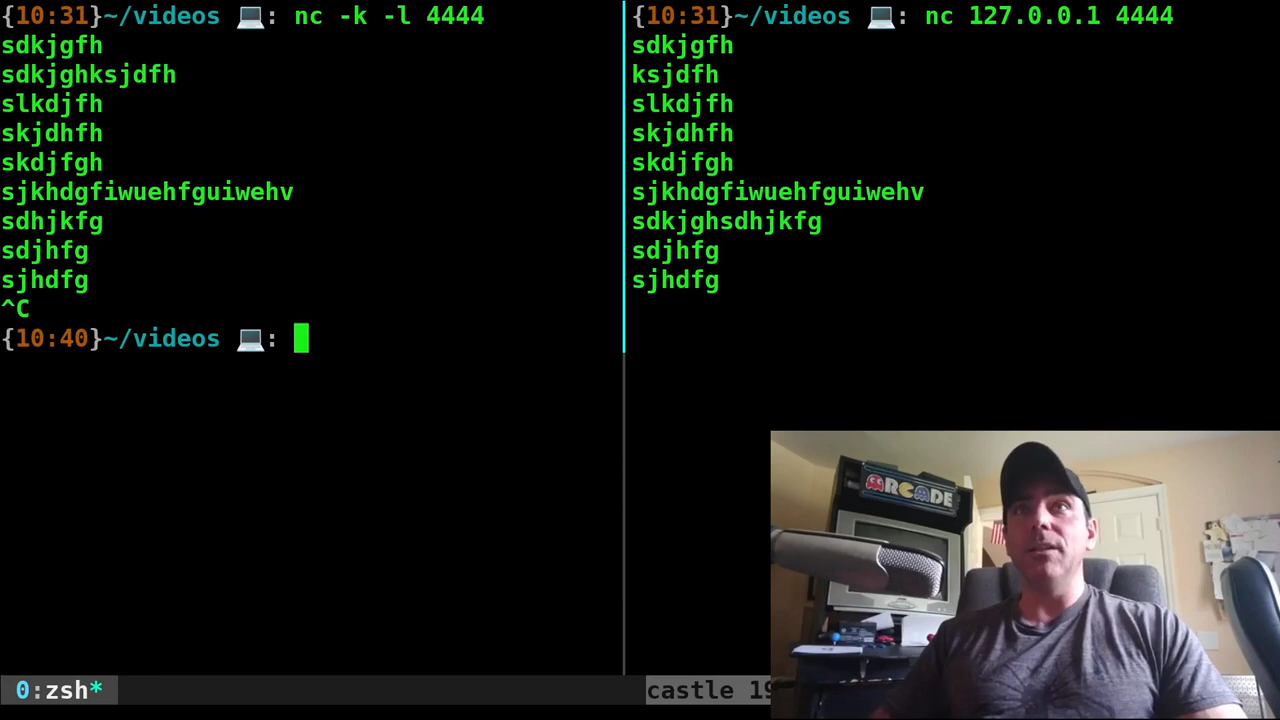 {10:31}~/videos 💻: nc -k -l 4444
sdkjgfh
sdkjghksjdfh
slkdjfh
skjdhfh
skdjfgh
sjkhdgfiwuehfguiwehv
sdhjkfg
sdjhfg
sjhdfg
^C
{10:40}~/videos 💻:
{10:31}~/videos 💻: nc 127.0.0.1 4444
sdkjgfh
ksjdfh
slkdjfh
skjdhfh
skdjfgh
sjkhdgfiwuehfguiwehv
sdkjghsdhjkfg
sdjhfg
sjhdfg
ARCADE
0:zsh*
castle 19